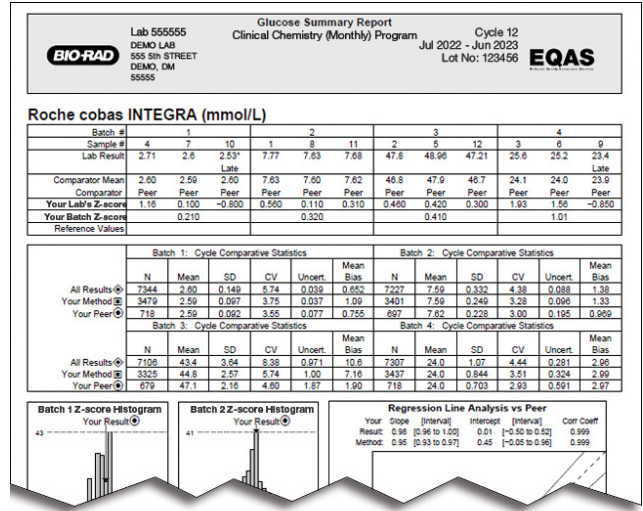 Glucose Summary Report
Lab 555555 Clinical Chemistry (Monthly) Program Cycle 12
DEMO LAB Jul 2022 - Jun 2023
BIO-RAD 555 5th STREET Lot No: 123456 EQAS
DEMO, DM
55555
Roche cobas INTEGRA (mmol/L)
Batch # 1 2 3 4
Sample # 4 7 10 1 8 11 2 5 12 3 6 9
Lab Result 2.71 2.6 2.53* 7.77 7.63 7.68 47.8 48.96 47.21 25.6 25.2 23.4
Late Late
Comparator Mean 2.60 2.59 2.60 7.63 7.60 7.62 46.8 47.9 46.7 24.1 24.0 23.9
Comparator Peer Peer Peer Peer Peer Peer Peer Peer Peer Peer Peer Peer
Your Lab's Z-score 1.16 0.100 -0.800 0.560 0.110 0.310 0.460 0.420 0.300 1.93 1.56 -0.850
Your Batch Z-score 0.210 0.320 0.410 1.01
Reference Values
Batch 1: Cycle Comparative Statistics Batch 2: Cycle Comparative Statistics
N Mean SD CV Uncert. Mean Bias N Mean SD CV Uncert. Mean Bias
All Results 7344 2.60 0.149 5.74 0.039 0.652 7227 7.59 0.332 4.38 0.088 1.38
Your Method 3479 2.59 0.097 3.75 0.037 1.09 3401 7.59 0.249 3.28 0.096 1.33
Your Peer 718 2.59 0.092 3.55 0.077 0.755 697 7.62 0.228 3.00 0.195 0.969
Batch 3: Cycle Comparative Statistics Batch 4: Cycle Comparative Statistics
N Mean SD CV Uncert. Mean Bias N Mean SD CV Uncert. Mean Bias
All Results 7106 43.4 3.64 8.38 0.971 10.6 7307 24.0 1.07 4.44 0.281 2.96
Your Method 3325 44.8 2.57 5.74 1.00 7.16 3437 24.0 0.844 3.51 0.324 2.99
Your Peer 679 47.1 2.16 4.60 1.87 1.90 718 24.0 0.703 2.93 0.591 2.97
Batch 1 Z-score Histogram Batch 2 Z-score Histogram Regression Line Analysis vs Peer
Your Result Your Result Your Slope [Interval] Intercept [Interval] Corr Coeff
43 41 Result: 0.98 [0.96 to 1.00] 0.01 [-0.50 to 0.52] 0.999
Method: 0.95 [0.93 to 0.97] 0.45 [-0.05 to 0.96] 0.999